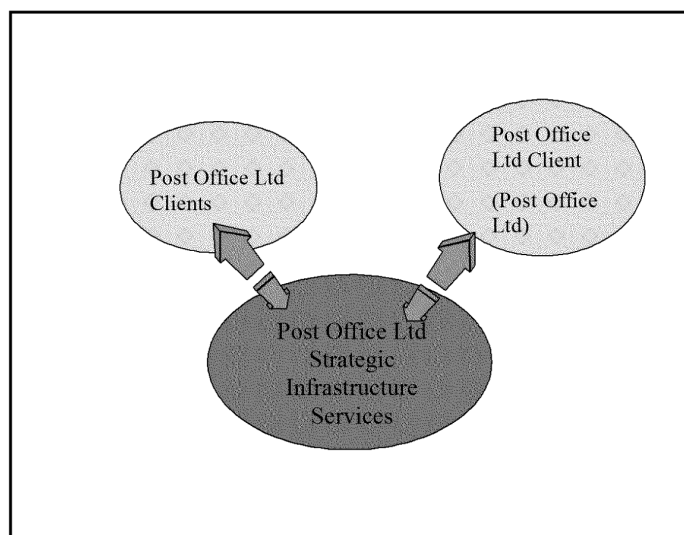 Post Office Ltd
Clients
Post Office
Ltd Client
(Post Office
Ltd)
Post Office Ltd
Strategic
Infrastructure
Services